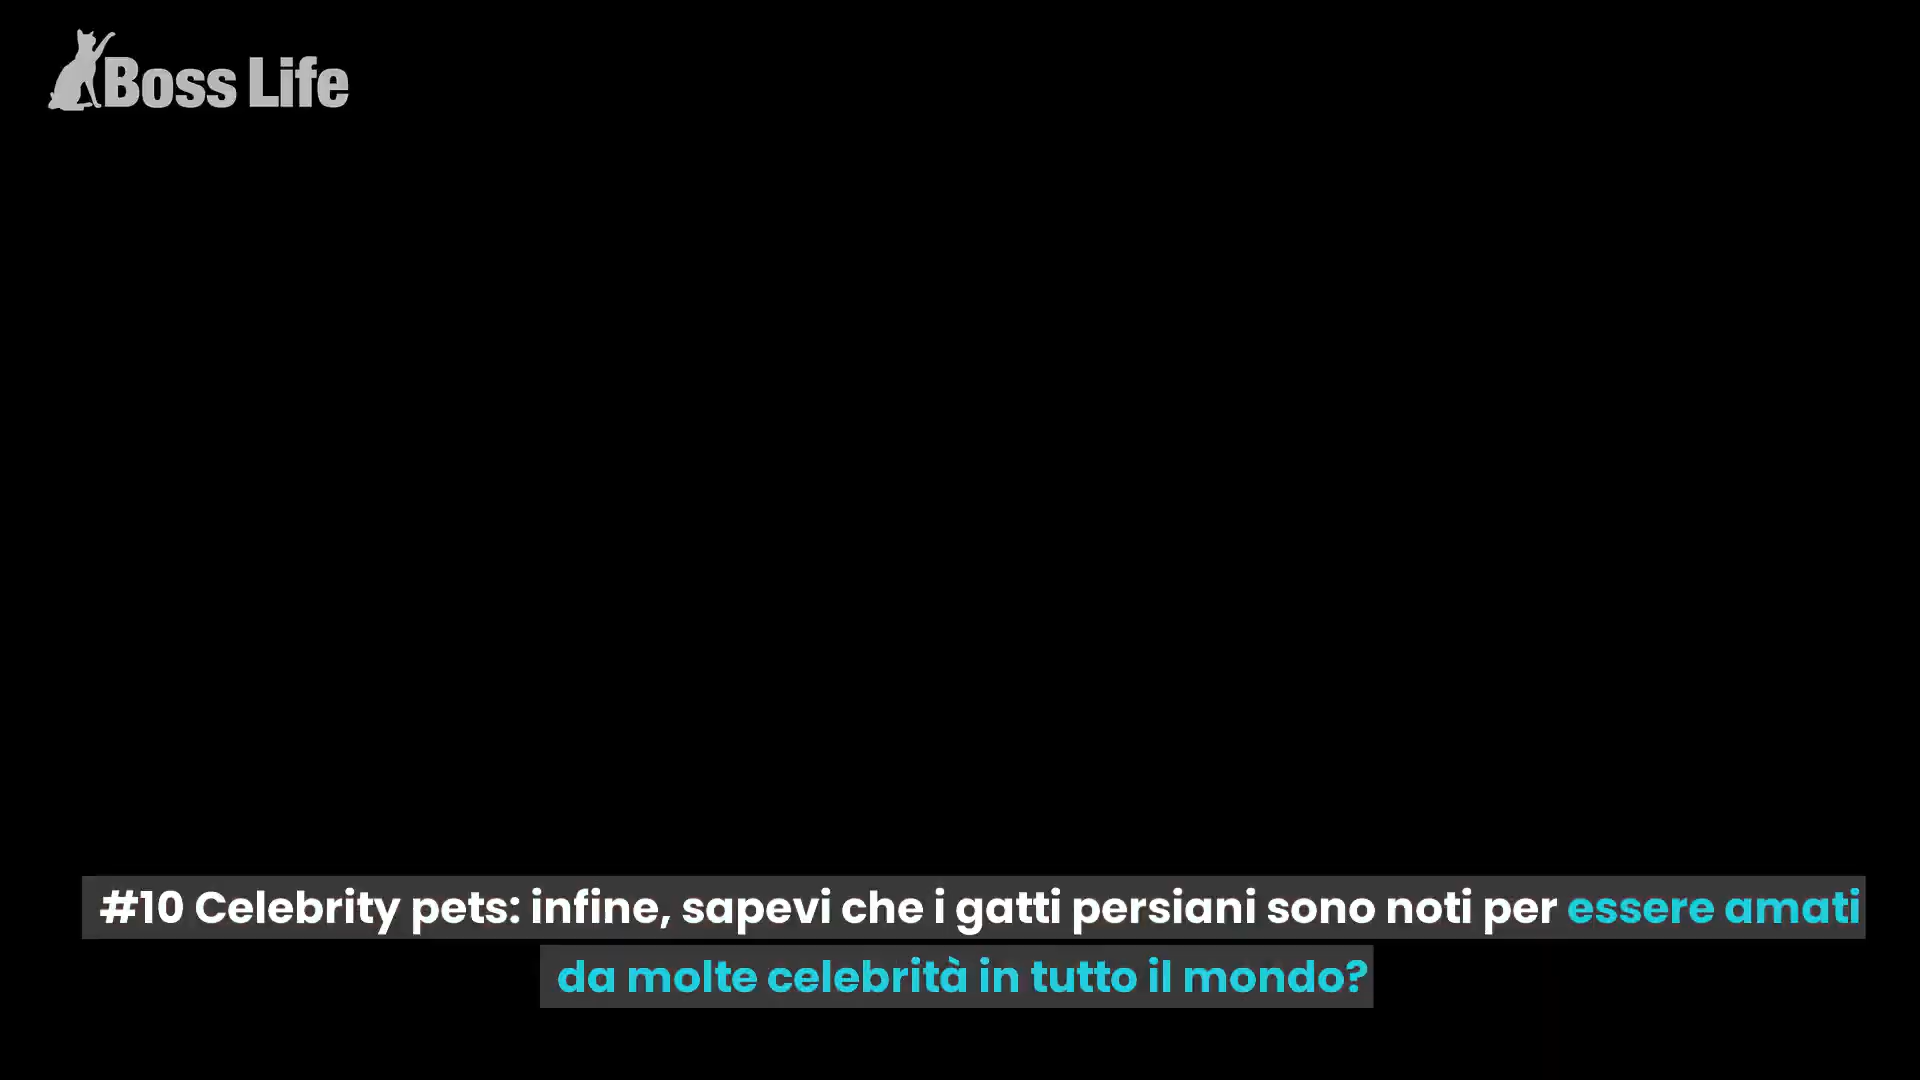 Boss Life
#10 Celebrity pets: infine, sapevi che i gatti persiani sono noti per essere amati
da molte celebrità in tutto il mondo?